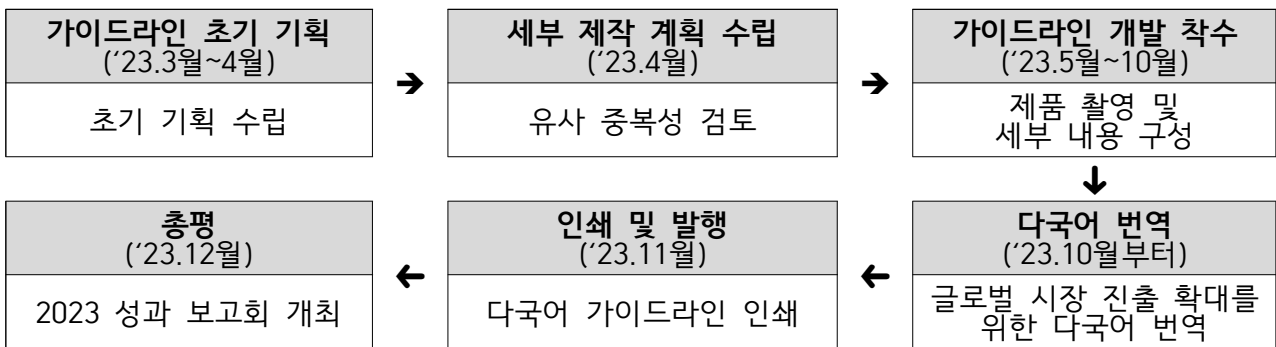 가이드라인 초기 기획
(‘23.3월~4월)
초기 기획 수립
➔
세부 제작 계획 수립
(‘23.4월)
유사 중복성 검토
➔
가이드라인 개발 착수
(‘23.5월~10월)
제품 촬영 및
세부 내용 구성
↓
다국어 번역
(‘23.10월부터)
글로벌 시장 진출 확대를
위한 다국어 번역
←
인쇄 및 발행
(‘23.11월)
다국어 가이드라인 인쇄
←
총평
(‘23.12월)
2023 성과 보고회 개최